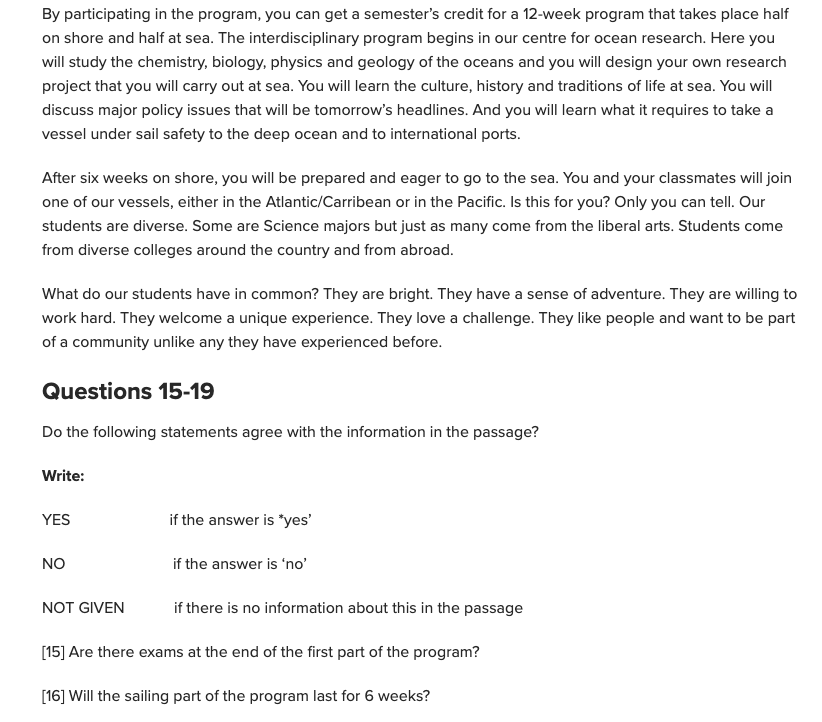 By participating in the program, you can get a semester’s credit for a 12-week program that takes place half
on shore and half at sea. The interdisciplinary program begins in our centre for ocean research. Here you
will study the chemistry, biology, physics and geology of the oceans and you will design your own research
project that you will carry out at sea. You will learn the culture, history and traditions of life at sea. You will
discuss major policy issues that will be tomorrow’s headlines. And you will learn what it requires to take a
vessel under sail safety to the deep ocean and to international ports.
After six weeks on shore, you will be prepared and eager to go to the sea. You and your classmates will join
one of our vessels, either in the Atlantic/Carribean or in the Pacific. Is this for you? Only you can tell. Our
students are diverse. Some are Science majors but just as many come from the liberal arts. Students come
from diverse colleges around the country and from abroad.
What do our students have in common? They are bright. They have a sense of adventure. They are willing to
work hard. They welcome a unique experience. They love a challenge. They like people and want to be part
of a community unlike any they have experienced before.
Questions 15-19
Do the following statements agree with the information in the passage?
Write:
YES if the answer is *yes’
NO if the answer is ‘no’
NOT GIVEN if there is no information about this in the passage
[15] Are there exams at the end of the first part of the program?
[16] Will the sailing part of the program last for 6 weeks?